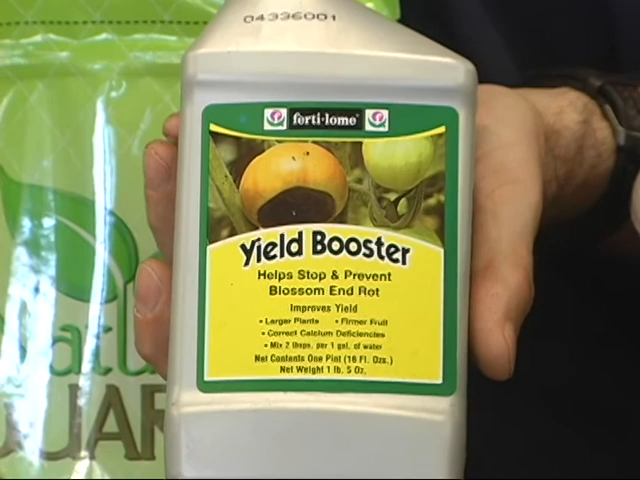 04336001
ferti·lome
Yield Booster
Helps Stop & Prevent
Blossom End Rot
Improves Yield
• Larger Plants • Firmer Fruit
• Correct Calcium Deficiencies
• Mix 2 tbsps. per 1 gal. of water
Net Contents One Pint (16 Fl. Ozs.)
Net Weight 1 lb. 5 Oz.